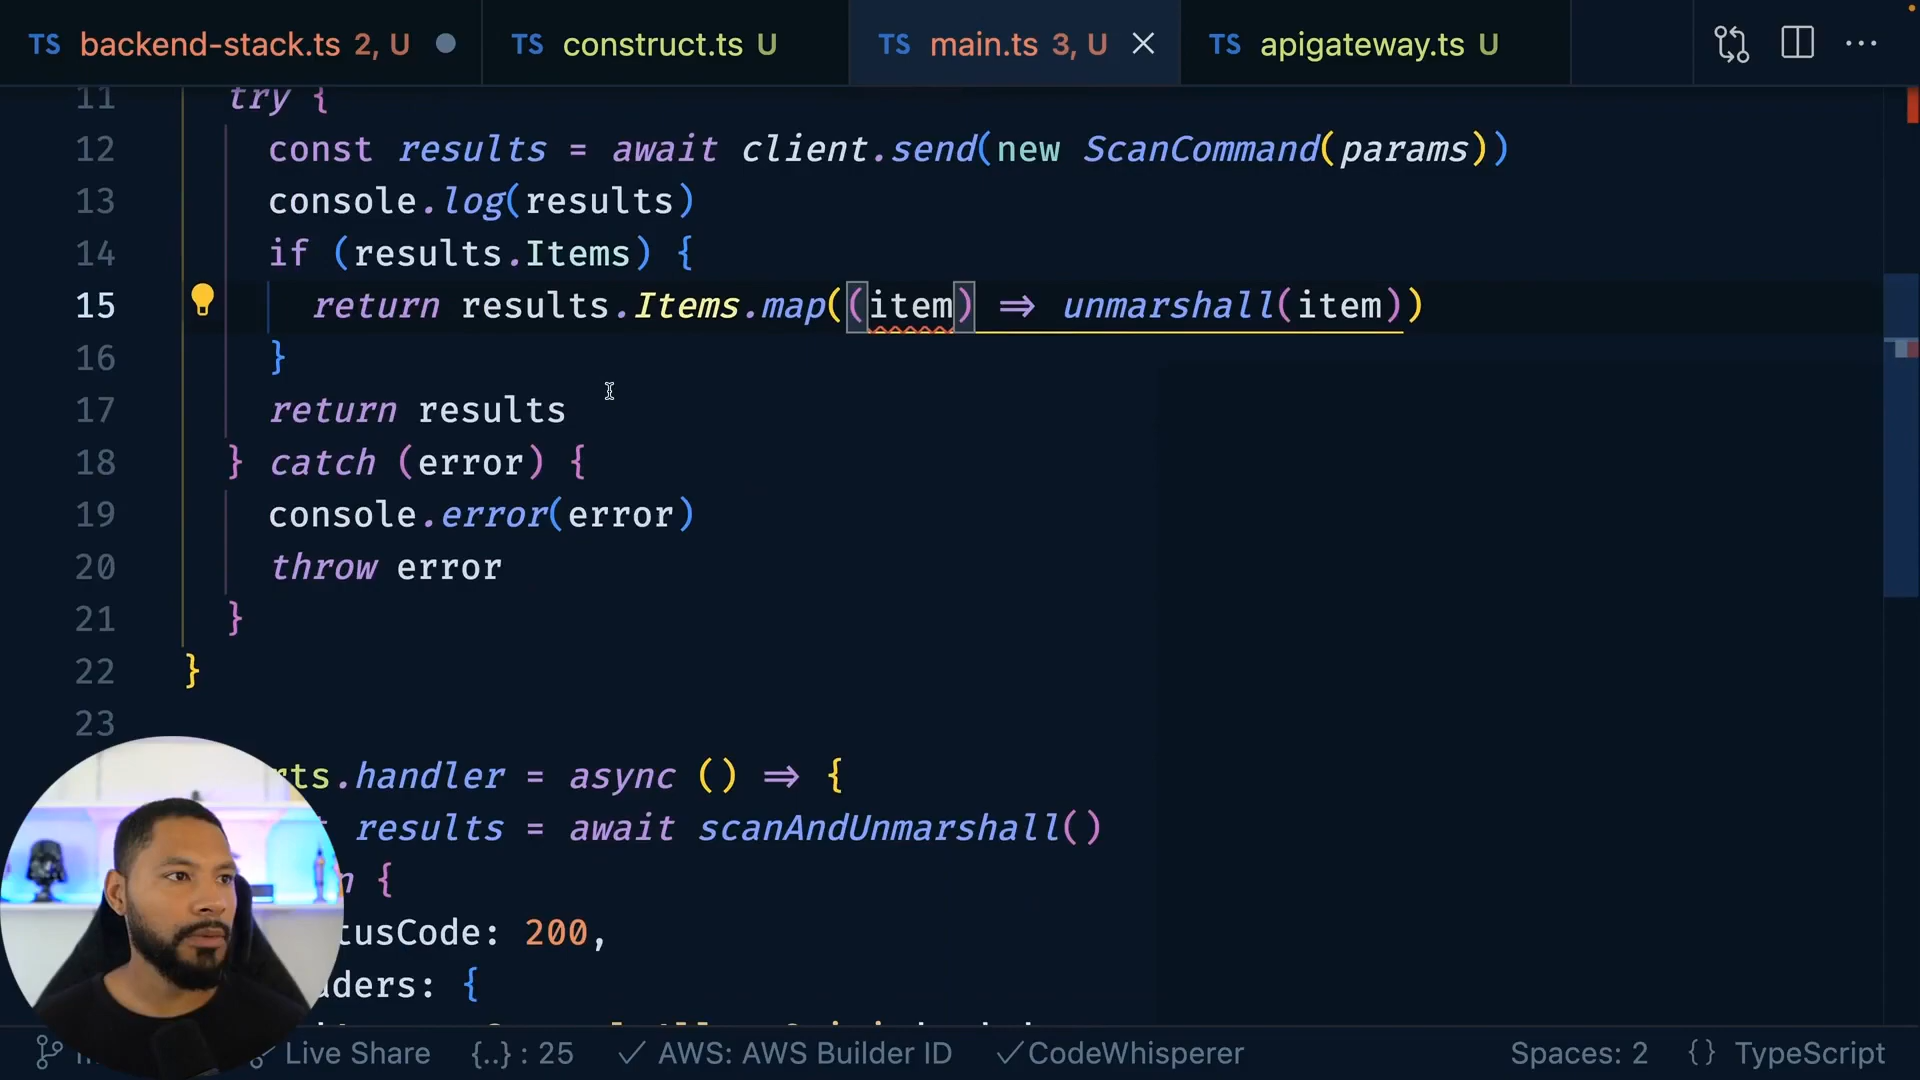 TS backend-stack.ts 2, U TS construct.ts U TS main.ts 3, U TS apigateway.ts U
11 try {
12 const results = await client.send(new ScanCommand(params))
13 console.log(results)
14 if (results.Items) {
15 return results.Items.map((item) => unmarshall(item))
16 }
17 return results
18 } catch (error) {
19 console.error(error)
20 throw error
21 }
22 }
23
rts.handler = async () => {
results = await scanAndUnmarshall()
n {
tusCode: 200,
aders: {
Live Share {..} : 25 AWS: AWS Builder ID CodeWhisperer Spaces: 2 {} TypeScript